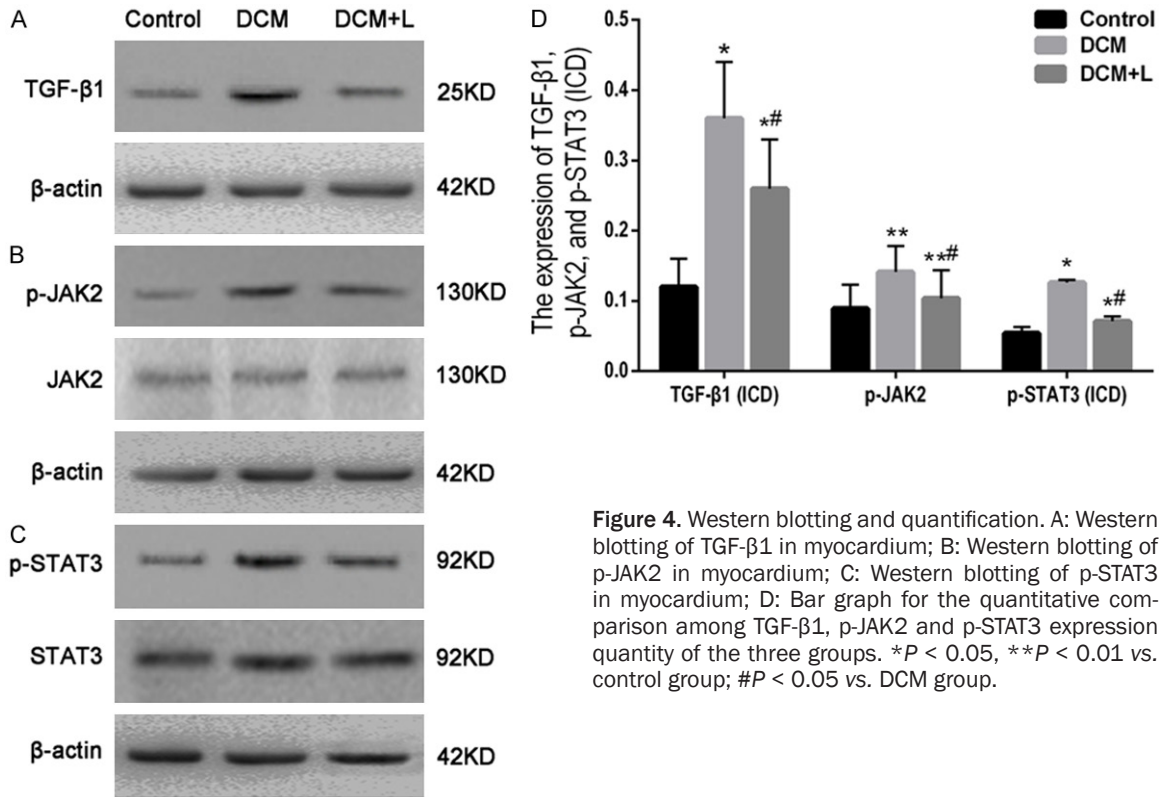 A
Control DCM DCM+L
TGF-β1 25KD
β-actin 42KD
B
p-JAK2 130KD
JAK2 130KD
β-actin 42KD
C
p-STAT3 92KD
STAT3 92KD
β-actin 42KD
D
The expression of TGF-β1,
p-JAK2, and p-STAT3 (ICD)
0.5
0.4
0.3
0.2
0.1
0.0
* *# ** **# * *#
TGF-β1 (ICD) p-JAK2 p-STAT3 (ICD)
Control
DCM
DCM+L
Figure 4. Western blotting and quantification. A: Western
blotting of TGF-β1 in myocardium; B: Western blotting of
p-JAK2 in myocardium; C: Western blotting of p-STAT3
in myocardium; D: Bar graph for the quantitative com-
parison among TGF-β1, p-JAK2 and p-STAT3 expression
quantity of the three groups. *P < 0.05, **P < 0.01 vs.
control group; #P < 0.05 vs. DCM group.